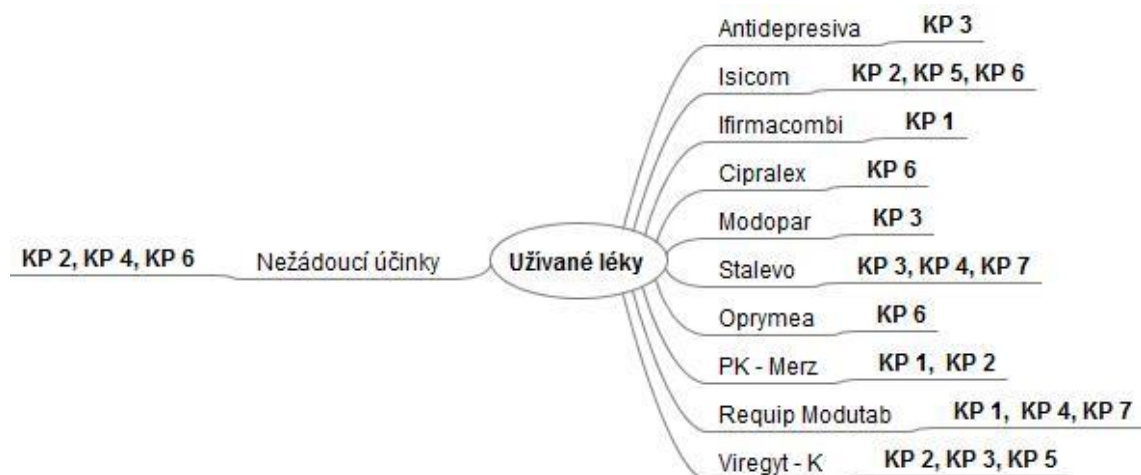 Antidepresiva KP 3
Isicom KP 2, KP 5, KP 6
Ifirmacombi KP 1
Cipralex KP 6
Modopar KP 3
KP 2, KP 4, KP 6 Nežádoucí účinky Užívané léky Stalevo KP 3, KP 4, KP 7
Oprymea KP 6
PK - Merz KP 1, KP 2
Requip Modutab KP 1, KP 4, KP 7
Viregyt - K KP 2, KP 3, KP 5